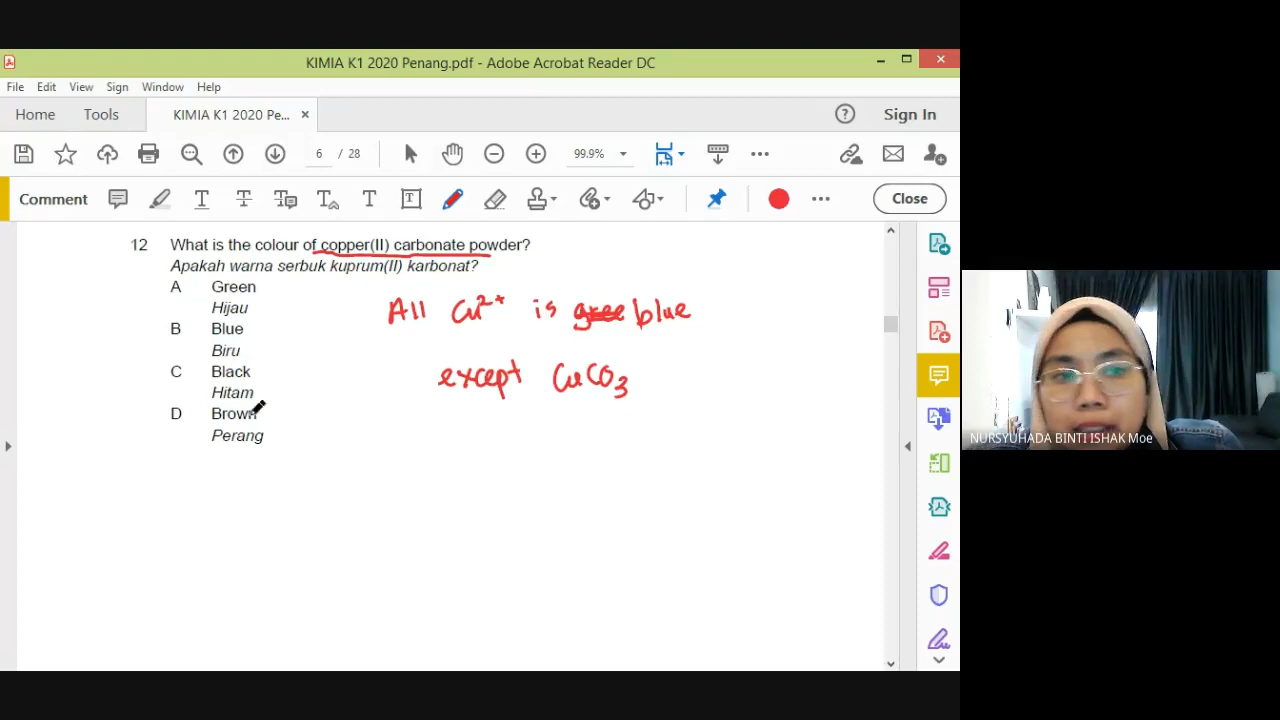 KIMIA K1 2020 Penang.pdf - Adobe Acrobat Reader DC
File Edit View Sign Window Help
Home Tools KIMIA K1 2020 Pe... × ? Sign In
6 / 28 99.9%
Comment Close
12 What is the colour of copper(II) carbonate powder?
Apakah warna serbuk kuprum(II) karbonat?
A Green
Hijau
All Cu2+ is gree blue
B Blue
Biru
C Black
except CuCO3
Hitam
D Brown
Perang
NURSYUHADA BINTI ISHAK Moe